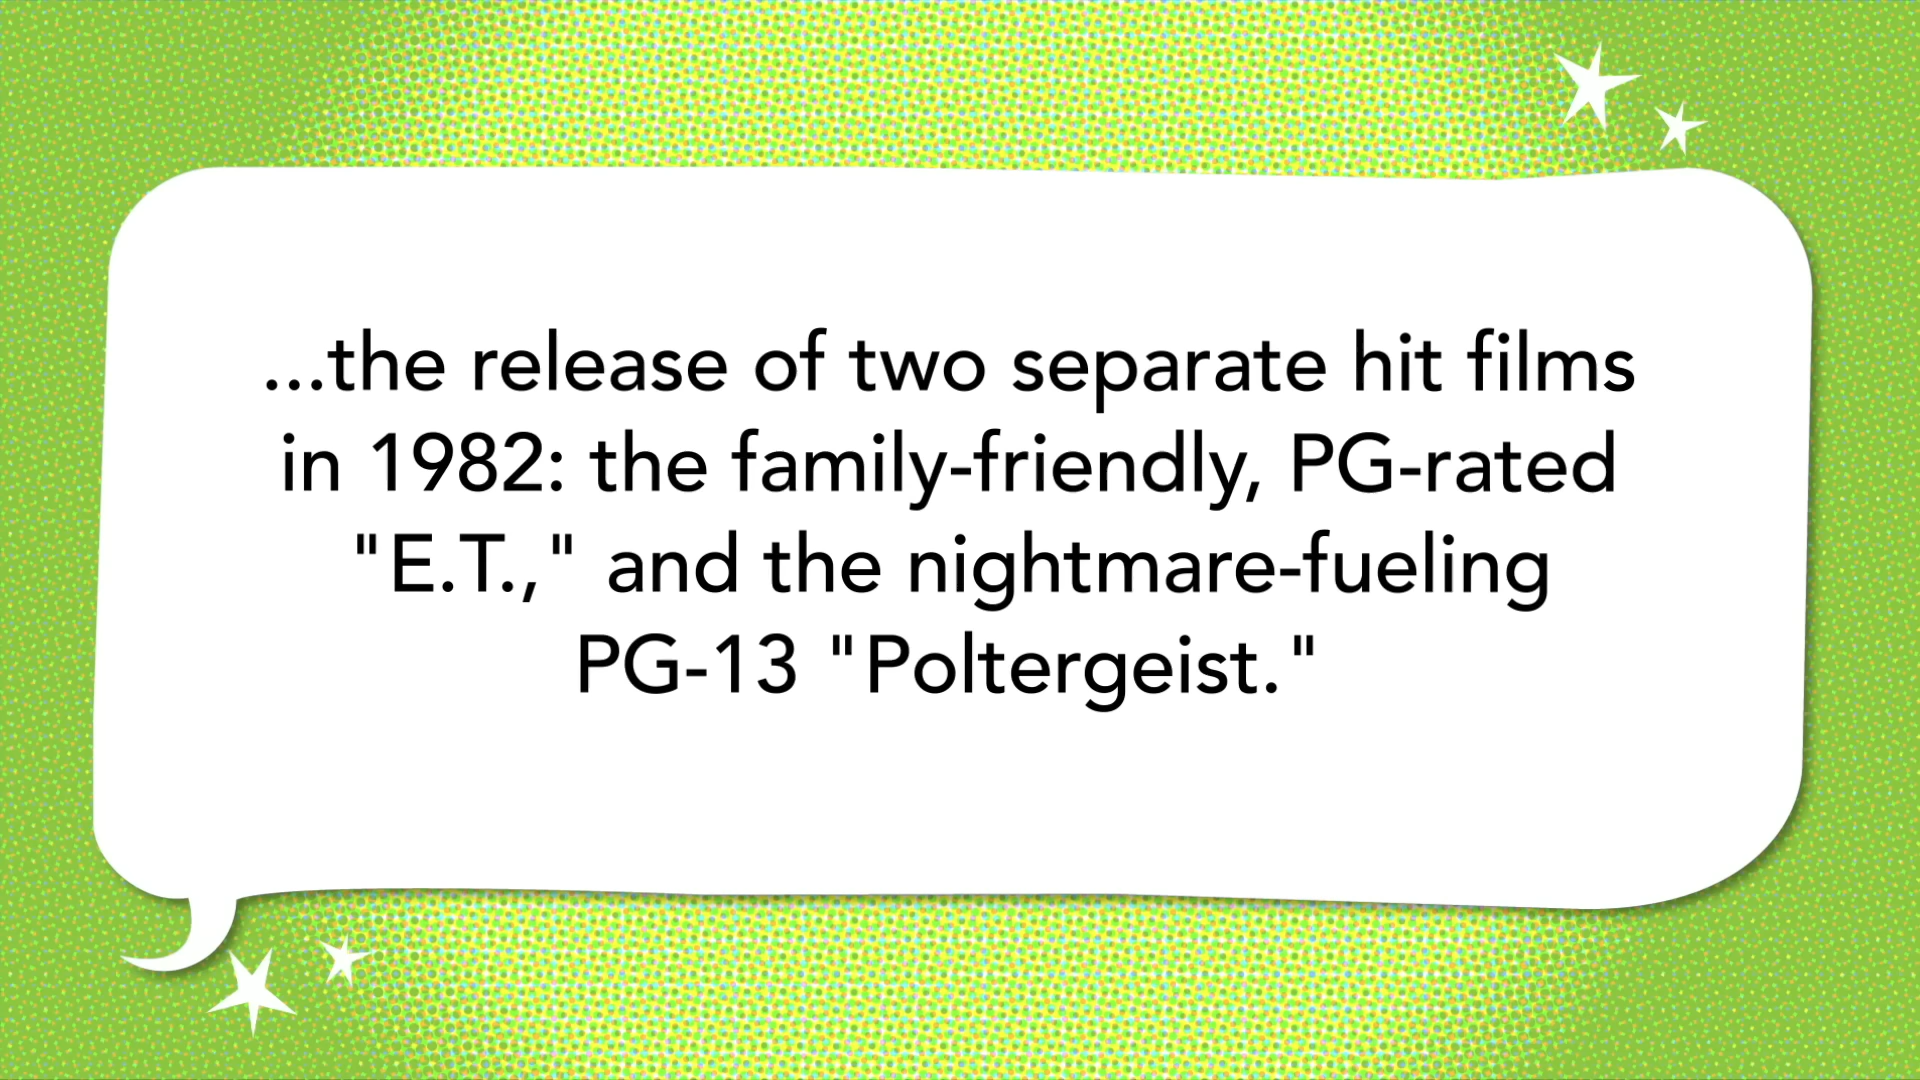 ...the release of two separate hit films
in 1982: the family-friendly, PG-rated
"E.T.," and the nightmare-fueling
PG-13 "Poltergeist."